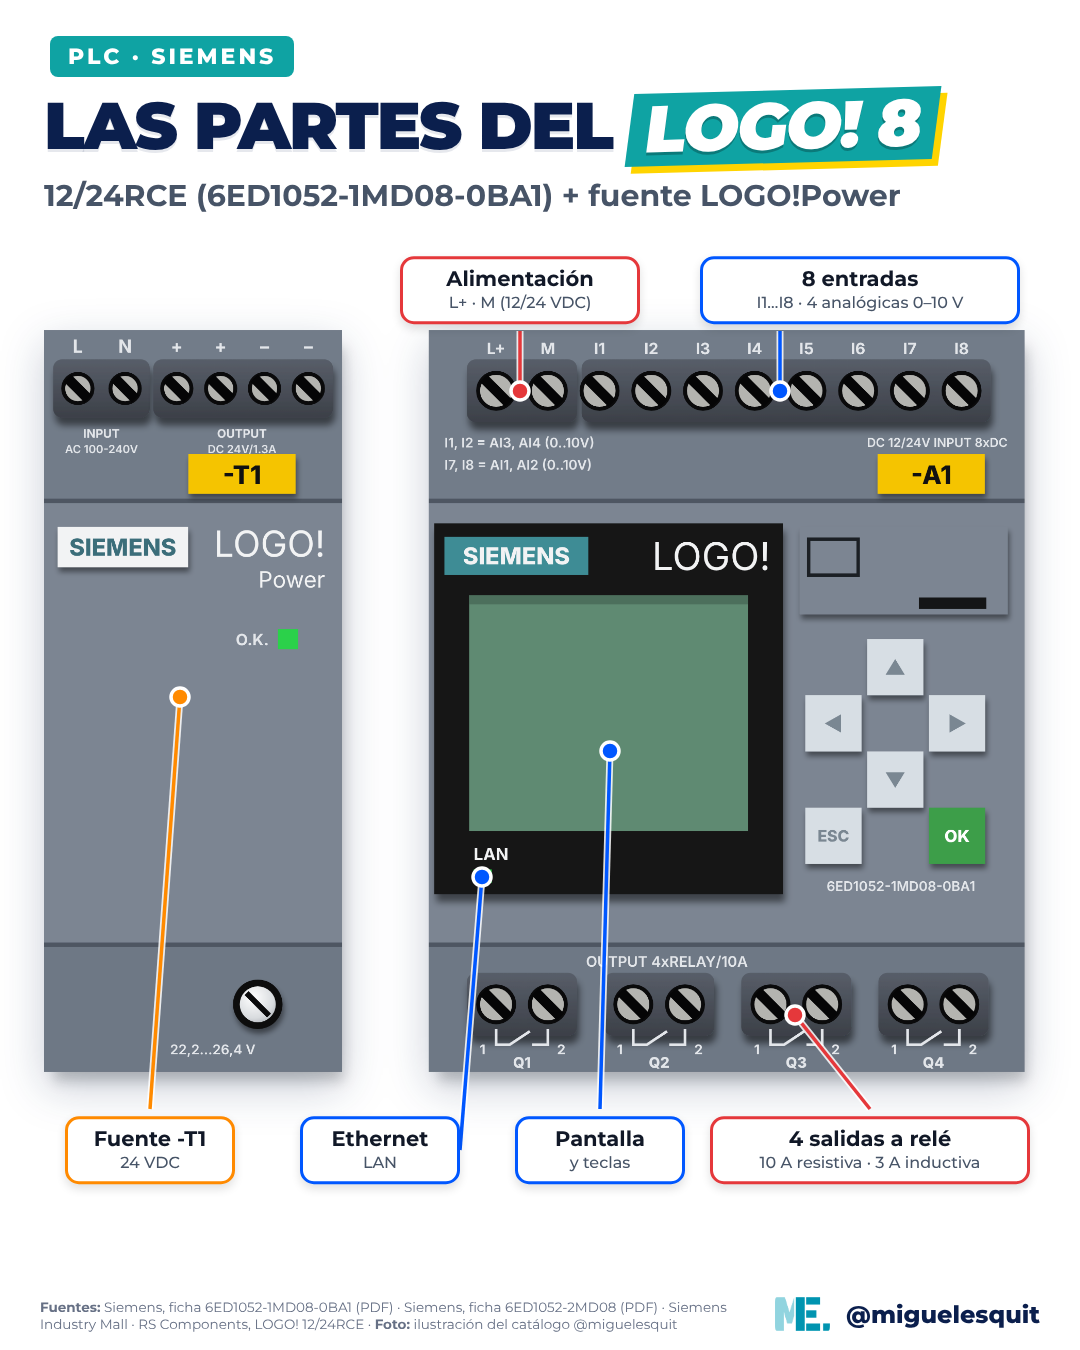 PLC · SIEMENS
LAS PARTES DEL LOGO! 8
12/24RCE (6ED1052-1MD08-0BA1) + fuente LOGO!Power
Alimentación
L+ · M (12/24 VDC)
8 entradas
I1...I8 · 4 analógicas 0–10 V
L N + + − −
INPUT
AC 100-240V
OUTPUT
DC 24V/1.3A
-T1
SIEMENS
LOGO!
Power
O.K.
22,2...26,4 V
L+ M I1 I2 I3 I4 I5 I6 I7 I8
I1, I2 = AI3, AI4 (0..10V)
I7, I8 = AI1, AI2 (0..10V)
DC 12/24V INPUT 8xDC
-A1
SIEMENS
LOGO!
LAN
ESC
OK
6ED1052-1MD08-0BA1
OUTPUT 4xRELAY/10A
1 2 1 2 1 2 1 2
Q1 Q2 Q3 Q4
Fuente -T1
24 VDC
Ethernet
LAN
Pantalla
y teclas
4 salidas a relé
10 A resistiva · 3 A inductiva
Fuentes: Siemens, ficha 6ED1052-1MD08-0BA1 (PDF) · Siemens, ficha 6ED1052-2MD08 (PDF) · Siemens
Industry Mall · RS Components, LOGO! 12/24RCE · Foto: ilustración del catálogo @miguelesquit
ME.
@miguelesquit